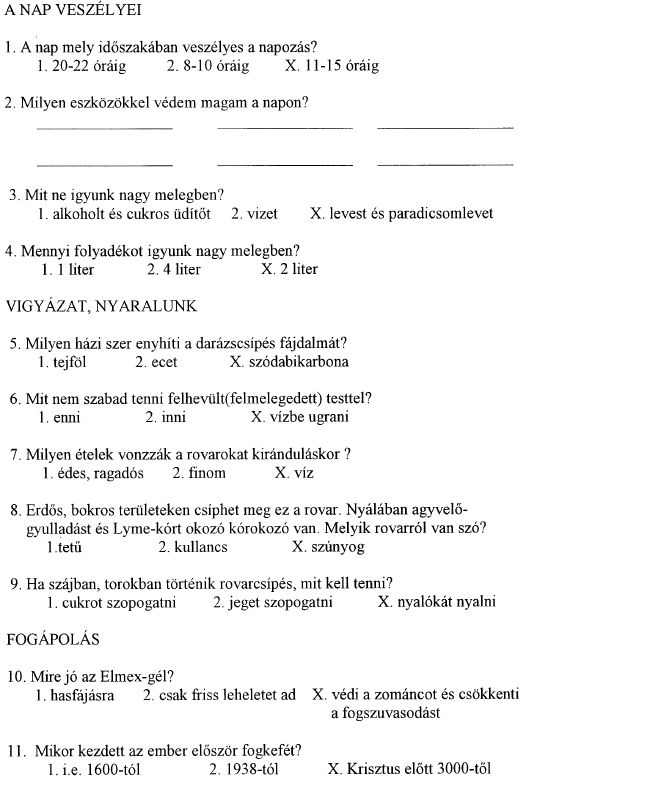 A NAP VESZÉLYEI
1. A nap mely időszakában veszélyes a napozás?
1. 20-22 óráig 2. 8-10 óráig X. 11-15 óráig
2. Milyen eszközökkel védem magam a napon?
3. Mit ne igyunk nagy melegben?
1. alkoholt és cukros üdítőt 2. vizet X. levest és paradicsomlevet
4. Mennyi folyadékot igyunk nagy melegben?
1. 1 liter 2. 4 liter X. 2 liter
VIGYÁZAT, NYARALUNK
5. Milyen házi szer enyhíti a darázscsípés fájdalmát?
1. tejföl 2. ecet X. szódabikarbona
6. Mit nem szabad tenni felhevült(felmelegedett) testtel?
1. enni 2. inni X. vízbe ugrani
7. Milyen ételek vonzzák a rovarokat kiránduláskor ?
1. édes, ragadós 2. finom X. víz
8. Erdős, bokros területeken csíphet meg ez a rovar. Nyálában agyvelő-
gyulladást és Lyme-kórt okozó kórokozó van. Melyik rovarról van szó?
1.tetű 2. kullancs X. szúnyog
9. Ha szájban, torokban történik rovarcsípés, mit kell tenni?
1. cukrot szopogatni 2. jeget szopogatni X. nyalókát nyalni
FOGÁPOLÁS
10. Mire jó az Elmex-gél?
1. hasfájásra 2. csak friss leheletet ad X. védi a zománcot és csökkenti
a fogszuvasodást
11. Mikor kezdett az ember először fogkefét?
1. i.e. 1600-tól 2. 1938-tól X. Krisztus előtt 3000-től